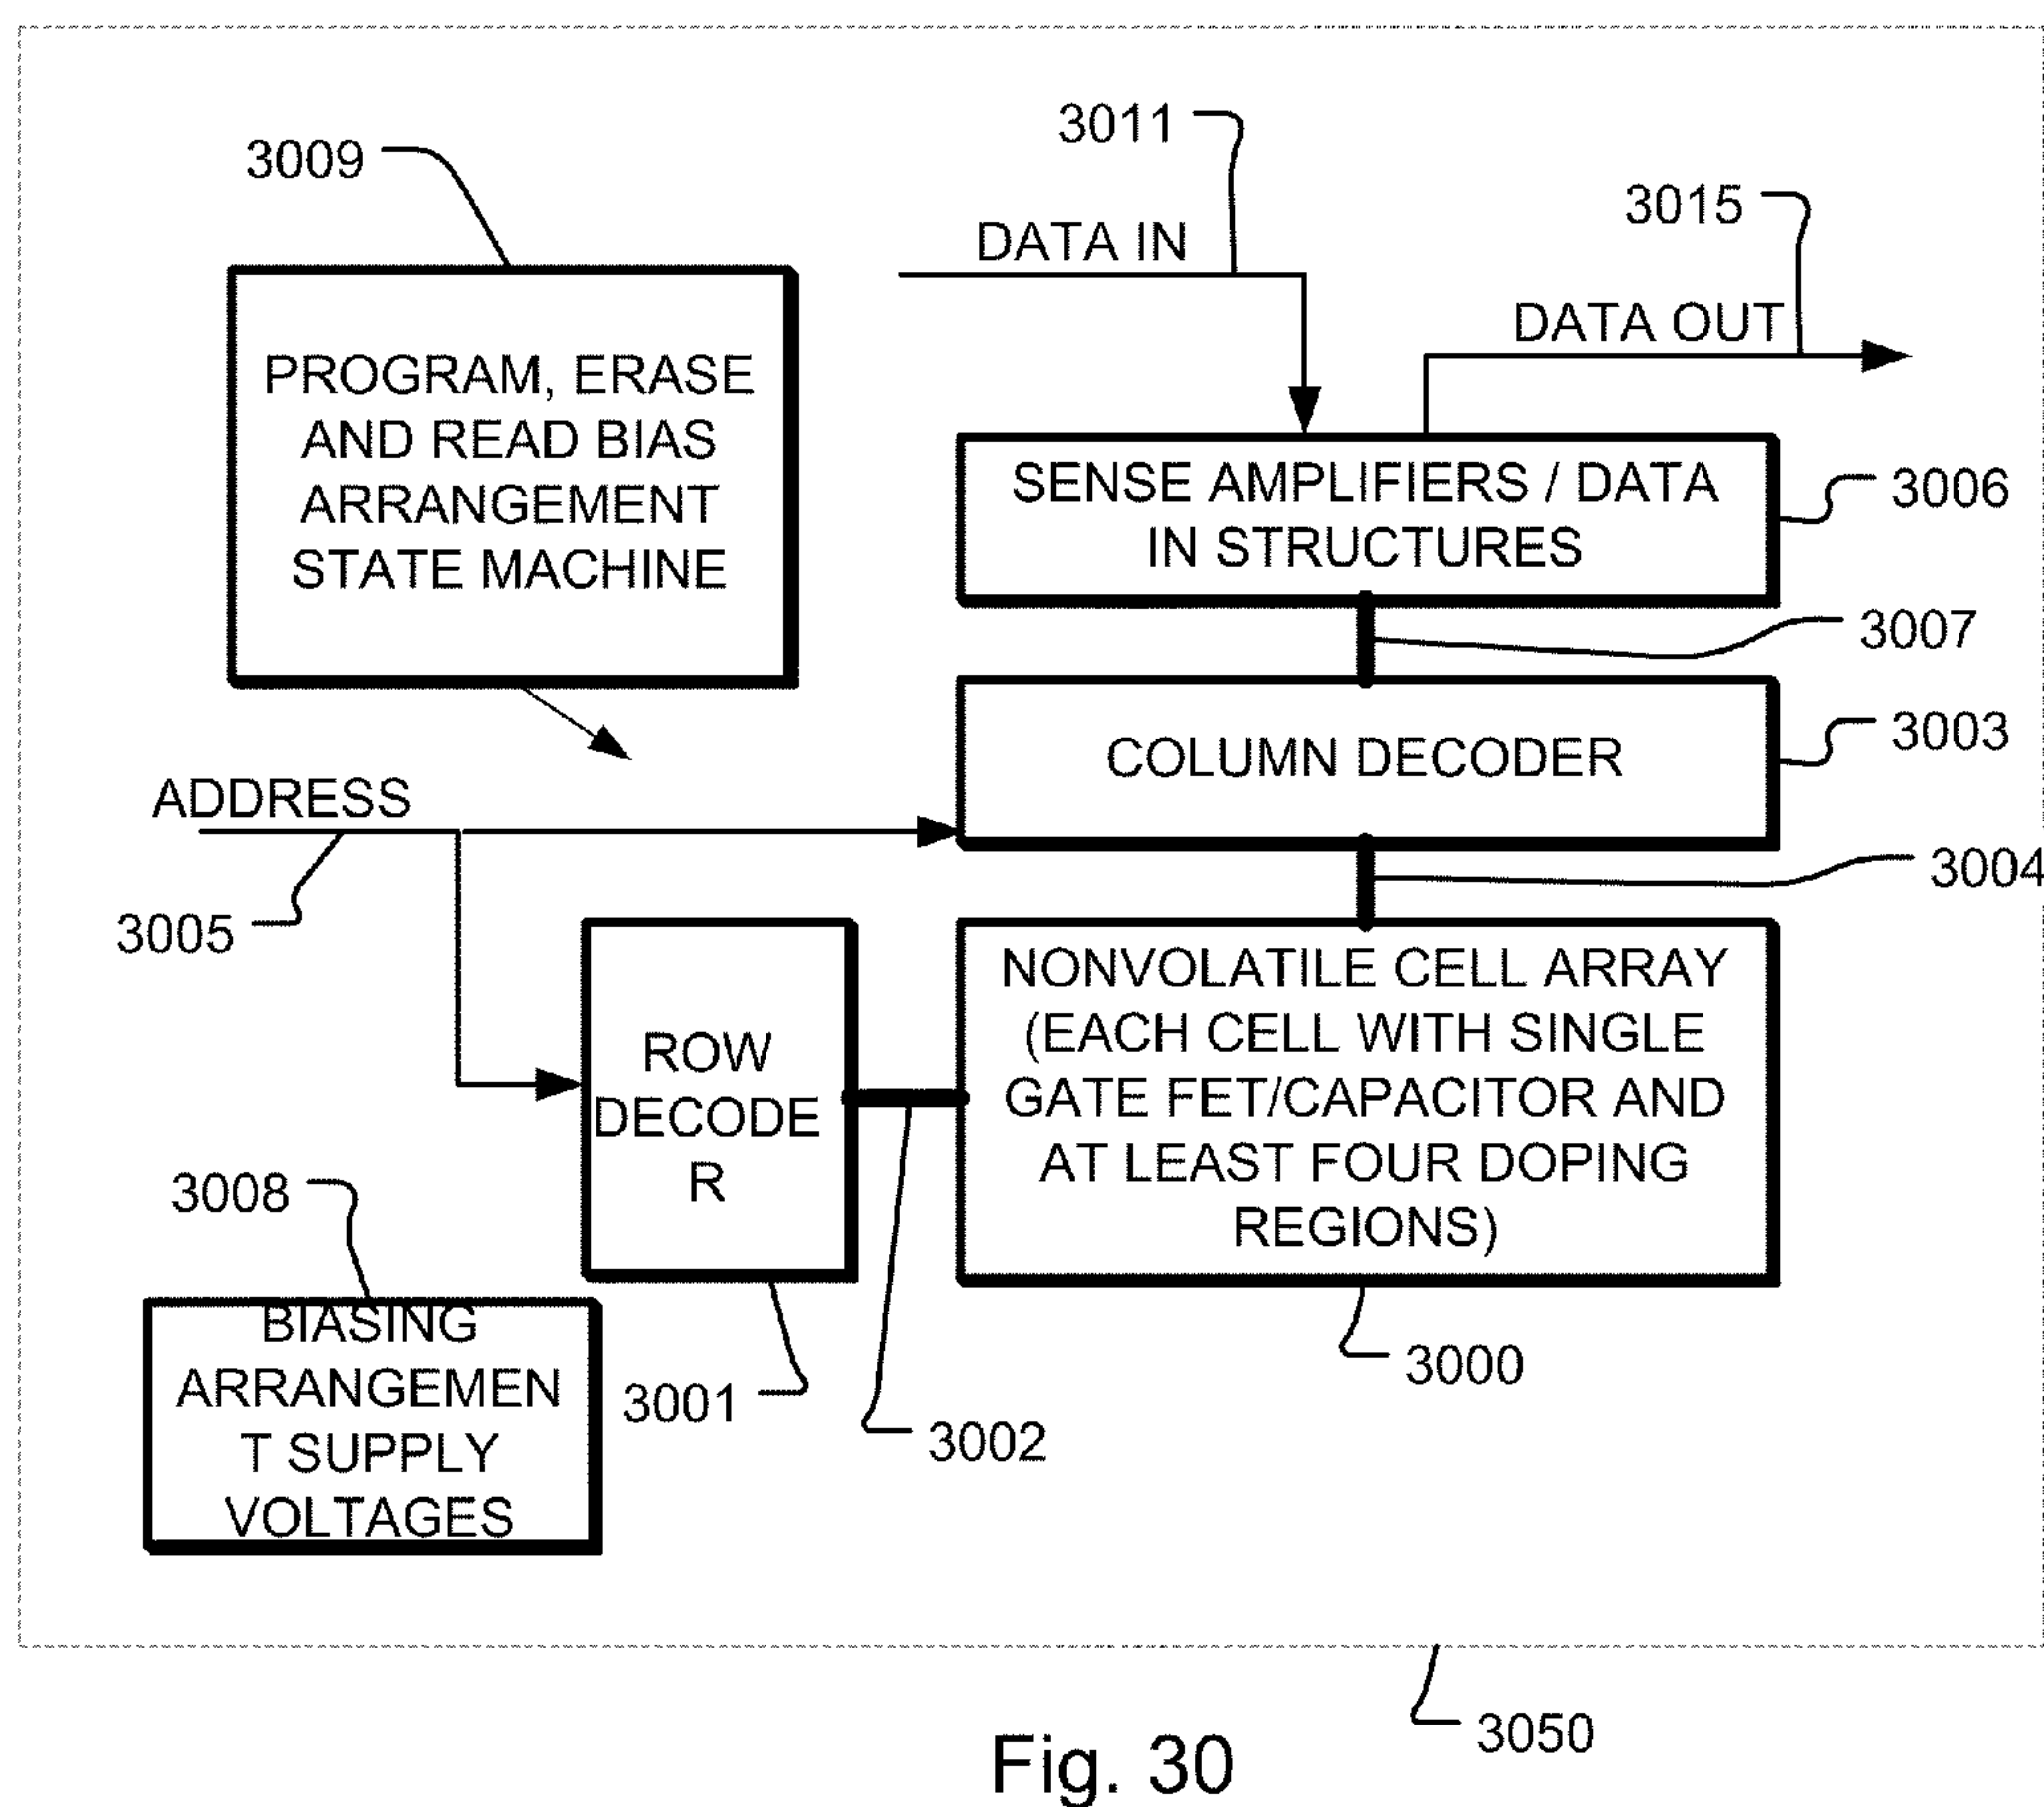 3011
3009
3015
DATA IN
DATA OUT
PROGRAM, ERASE
AND READ BIAS
ARRANGEMENT
STATE MACHINE
SENSE AMPLIFIERS / DATA
IN STRUCTURES
3006
3007
COLUMN DECODER
3003
ADDRESS
3005
3004
ROW
DECODE
R
NONVOLATILE CELL ARRAY
(EACH CELL WITH SINGLE
GATE FET/CAPACITOR AND
AT LEAST FOUR DOPING
REGIONS)
3008
BIASING
ARRANGEMEN
T SUPPLY
VOLTAGES
3001
3002
3000
3050
Fig. 30